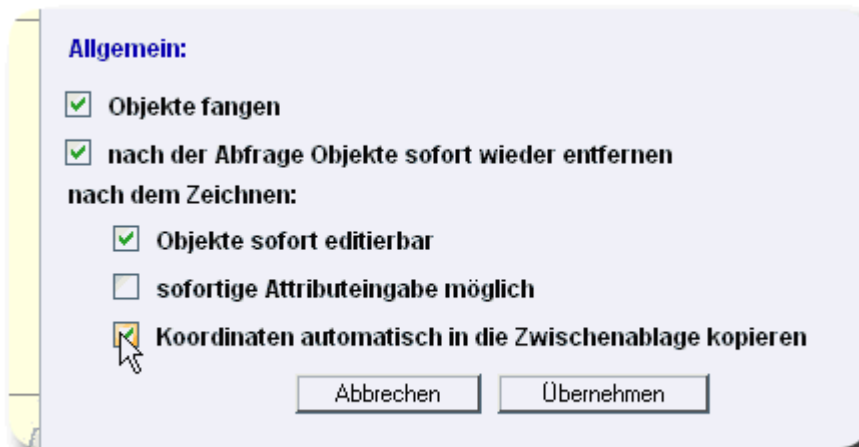 Allgemein:
Objekte fangen
nach der Abfrage Objekte sofort wieder entfernen
nach dem Zeichnen:
Objekte sofort editierbar
sofortige Attributeingabe möglich
Koordinaten automatisch in die Zwischenablage kopieren
Abbrechen Übernehmen